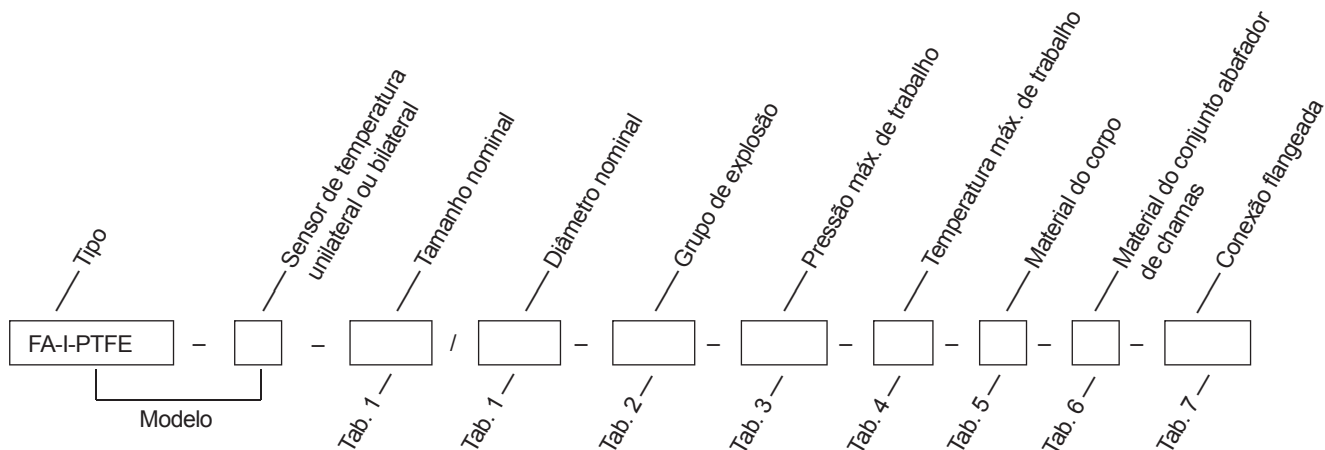 Tipo
Sensor de temperatura
unilateral ou bilateral
Tamanho nominal
Diâmetro nominal
Grupo de explosão
Pressão máx. de trabalho
Temperatura máx. de trabalho
Material do corpo
Material do conjunto abafador
de chamas
Conexão flangeada
FA-I-PTFE – – / – – – – – –
Modelo
Tab. 1
Tab. 1
Tab. 2
Tab. 3
Tab. 4
Tab. 5
Tab. 6
Tab. 7